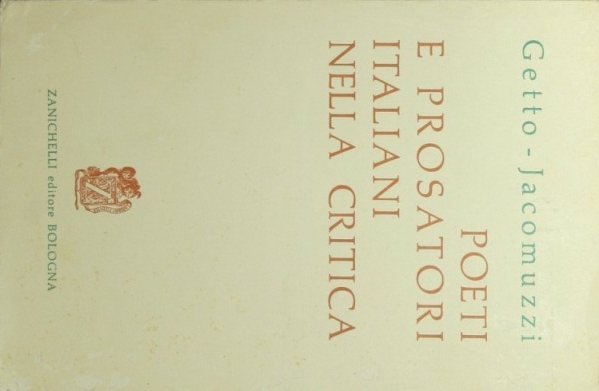 Getto - Jacomuzzi
POETI
E PROSATORI
ITALIANI
NELLA CRITICA
ZANICHELLI editore BOLOGNA